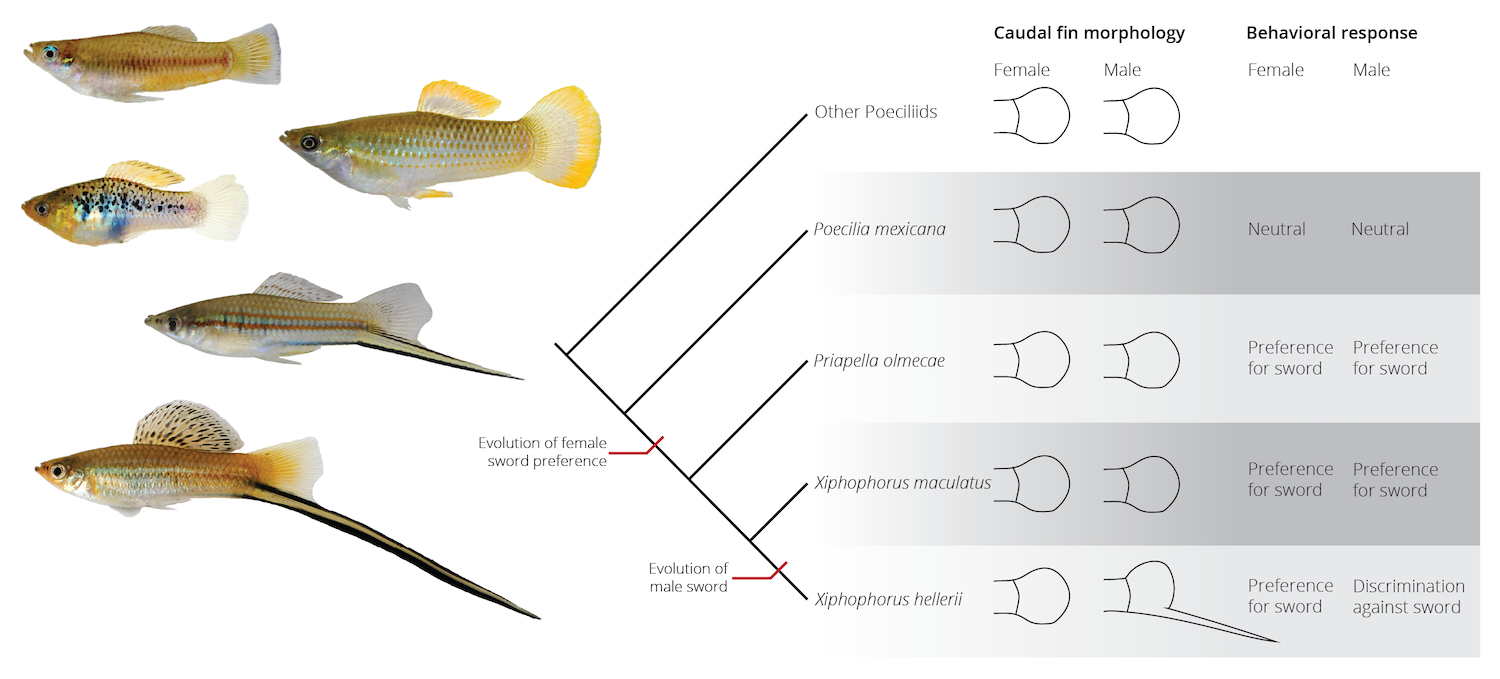 Caudal fin morphology
Behavioral response
Female
Male
Female
Male
Other Poeciliids
Poecilia mexicana
Neutral
Neutral
Priapella olmecae
Preference
for sword
Preference
for sword
Evolution of female
sword preference
Xiphophorus maculatus
Preference
for sword
Preference
for sword
Evolution of
male sword
Xiphophorus hellerii
Preference
for sword
Discrimination
against sword